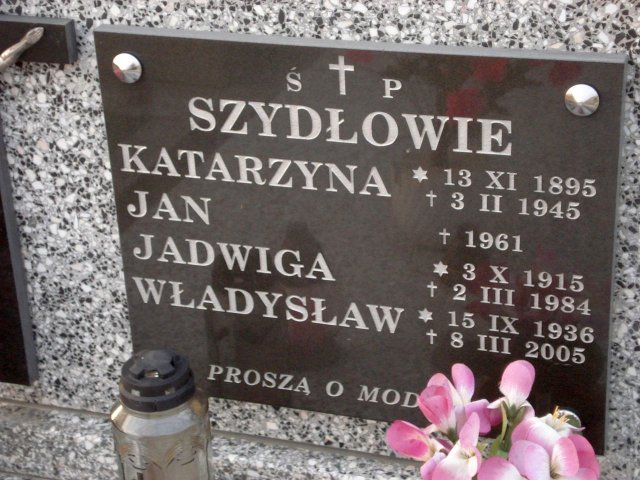 Ś † P
SZYDŁOWIE
KATARZYNA * 13 XI 1895
† 3 II 1945
JAN † 1961
JADWIGA * 3 X 1915
† 2 III 1984
WŁADYSŁAW * 15 IX 1936
† 8 III 2005
PROSZĄ O MOD